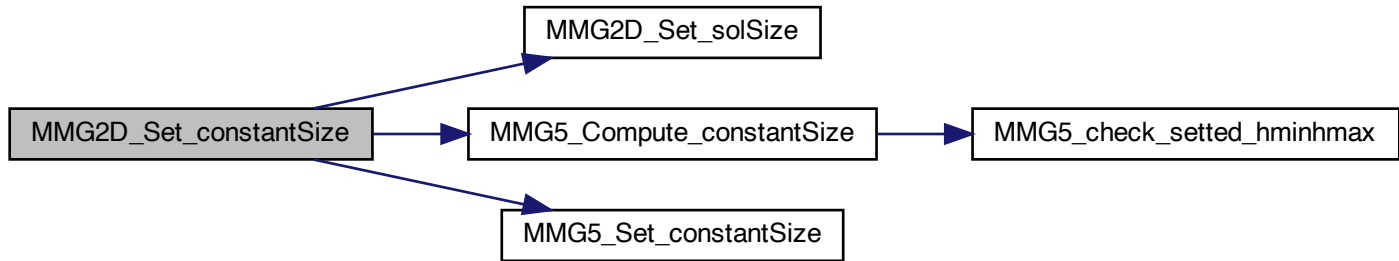 MMG2D_Set_solSize
MMG2D_Set_constantSize
MMG5_Compute_constantSize
MMG5_check_setted_hminhmax
MMG5_Set_constantSize